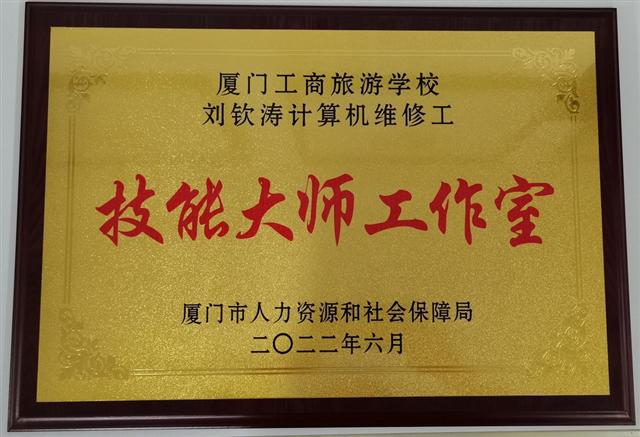 厦门工商旅游学校
刘钦涛计算机维修工
技能大师工作室
厦门市人力资源和社会保障局
二〇二二年六月